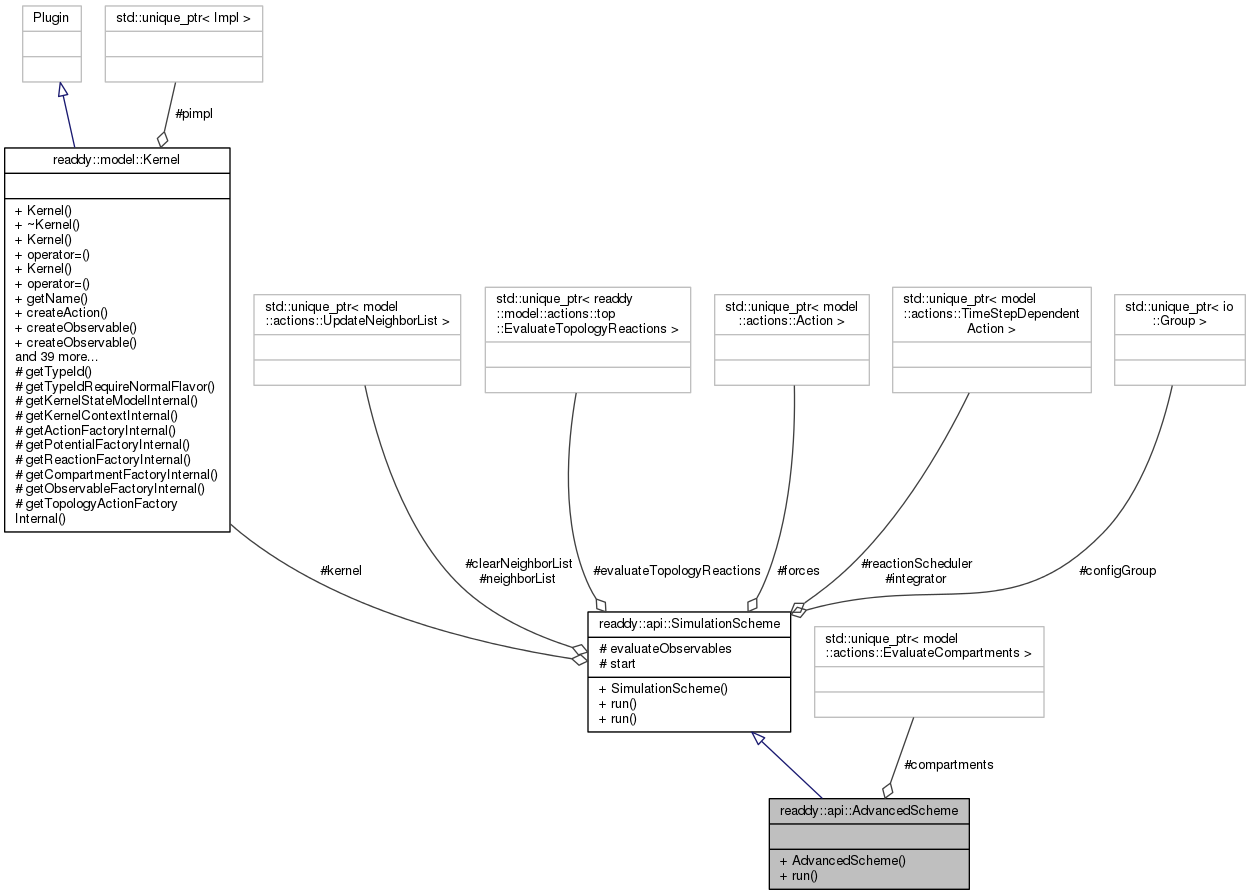 Plugin
std::unique_ptr< Impl >
#pimpl
readdy::model::Kernel
+ Kernel()
+ ~Kernel()
+ Kernel()
+ operator=()
+ Kernel()
+ operator=()
+ getName()
+ createAction()
+ createObservable()
+ createObservable()
and 39 more...
# getTypeId()
# getTypeIdRequireNormalFlavor()
# getKernelStateModelInternal()
# getKernelContextInternal()
# getActionFactoryInternal()
# getPotentialFactoryInternal()
# getReactionFactoryInternal()
# getCompartmentFactoryInternal()
# getObservableFactoryInternal()
# getTopologyActionFactory
Internal()
std::unique_ptr< model
::actions::UpdateNeighborList >
std::unique_ptr< readdy
::model::actions::top
::EvaluateTopologyReactions >
std::unique_ptr< model
::actions::Action >
std::unique_ptr< model
::actions::TimeStepDependent
Action >
std::unique_ptr< io
::Group >
#kernel
#clearNeighborList
#neighborList
#evaluateTopologyReactions
#forces
#reactionScheduler
#integrator
#configGroup
readdy::api::SimulationScheme
# evaluateObservables
# start
+ SimulationScheme()
+ run()
+ run()
std::unique_ptr< model
::actions::EvaluateCompartments >
#compartments
readdy::api::AdvancedScheme
+ AdvancedScheme()
+ run()